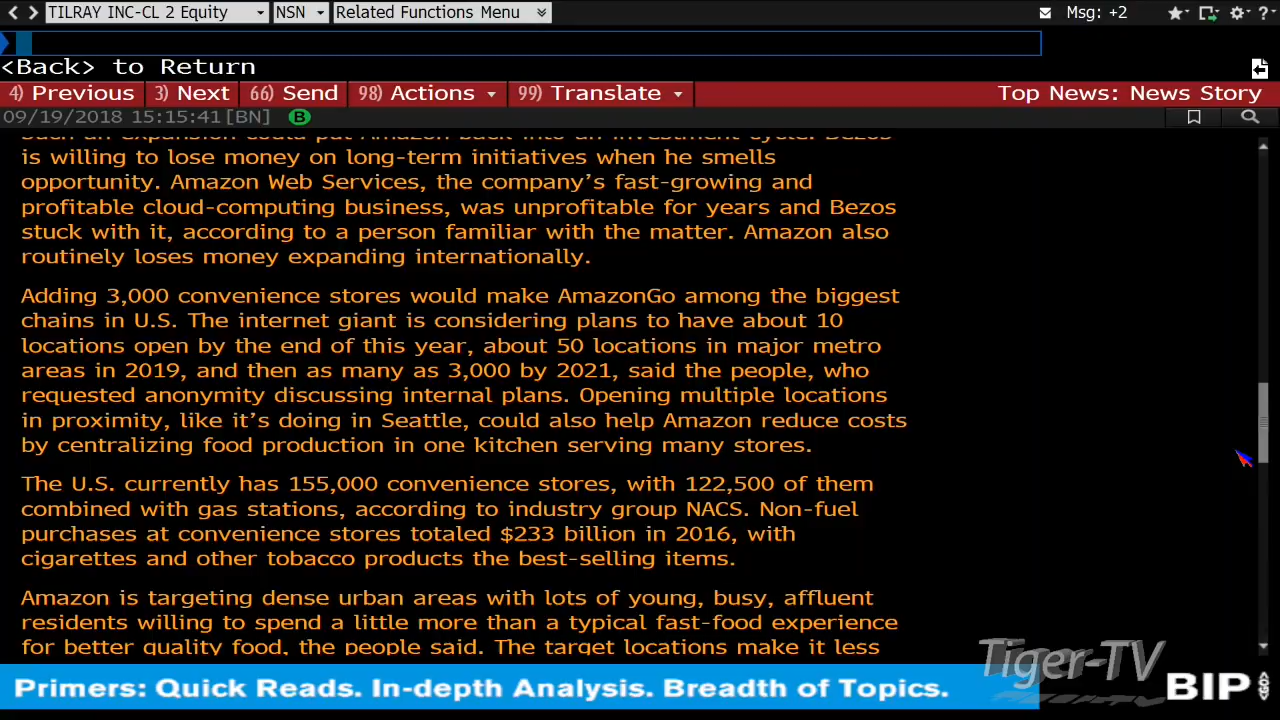 TILRAY INC-CL 2 Equity NSN Related Functions Menu Msg: +2
<Back> to Return
4) Previous 3) Next 66) Send 98) Actions 99) Translate Top News: News Story
09/19/2018 15:15:41 [BN] B
Such an expansion could put Amazon back into an investment cycle. Bezos
is willing to lose money on long-term initiatives when he smells
opportunity. Amazon Web Services, the company's fast-growing and
profitable cloud-computing business, was unprofitable for years and Bezos
stuck with it, according to a person familiar with the matter. Amazon also
routinely loses money expanding internationally.
Adding 3,000 convenience stores would make AmazonGo among the biggest
chains in U.S. The internet giant is considering plans to have about 10
locations open by the end of this year, about 50 locations in major metro
areas in 2019, and then as many as 3,000 by 2021, said the people, who
requested anonymity discussing internal plans. Opening multiple locations
in proximity, like it's doing in Seattle, could also help Amazon reduce costs
by centralizing food production in one kitchen serving many stores.
The U.S. currently has 155,000 convenience stores, with 122,500 of them
combined with gas stations, according to industry group NACS. Non-fuel
purchases at convenience stores totaled $233 billion in 2016, with
cigarettes and other tobacco products the best-selling items.
Amazon is targeting dense urban areas with lots of young, busy, affluent
residents willing to spend a little more than a typical fast-food experience
for better quality food, the people said. The target locations make it less
Tiger-TV
Primers: Quick Reads. In-depth Analysis. Breadth of Topics. BIP